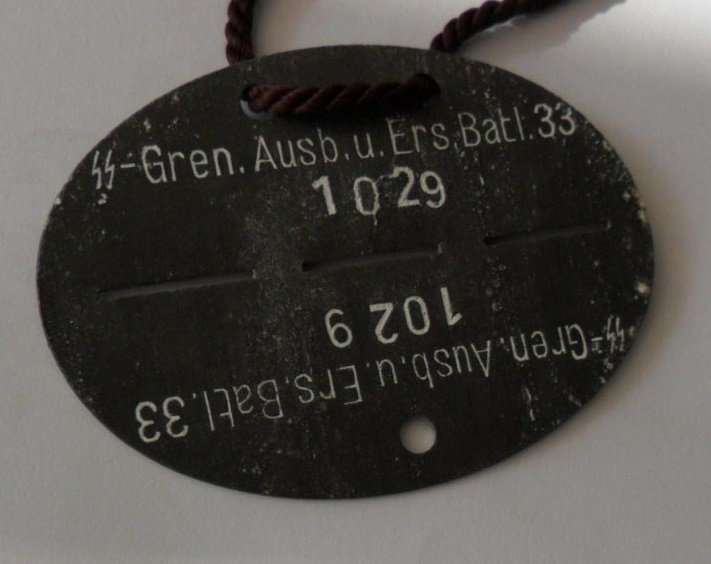 ᛋᛋ-Gren. Ausb. u. Ers. Batl. 33
1029
1029
ᛋᛋ-Gren. Ausb. u. Ers. Batl. 33